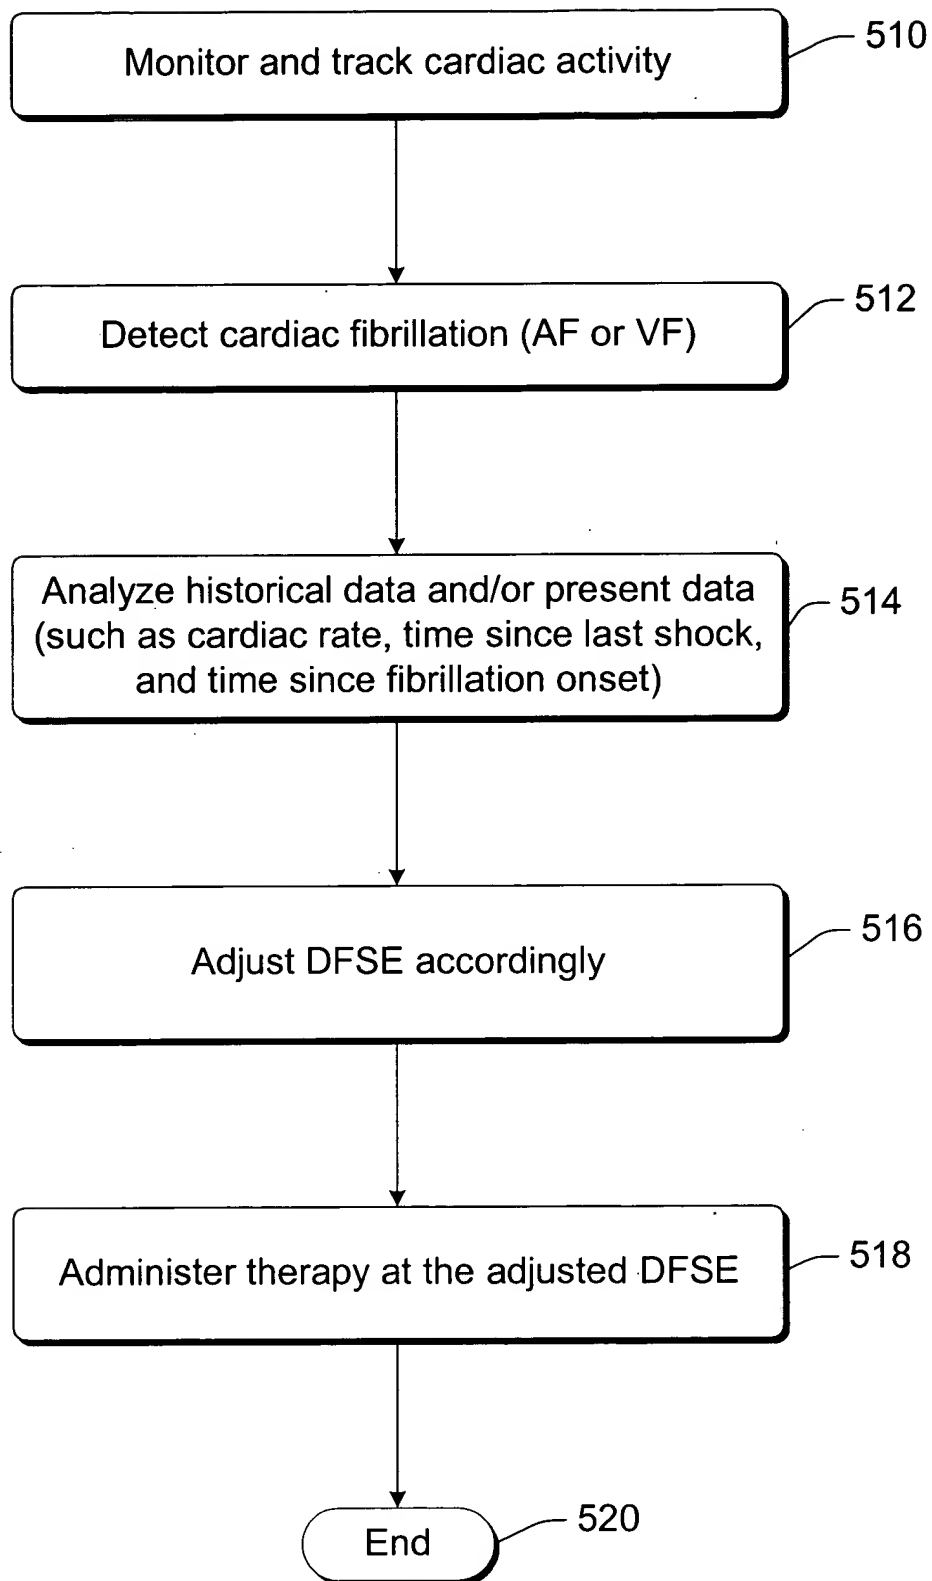 Monitor and track cardiac activity
510
Detect cardiac fibrillation (AF or VF)
512
Analyze historical data and/or present data
(such as cardiac rate, time since last shock,
and time since fibrillation onset)
514
Adjust DFSE accordingly
516
Administer therapy at the adjusted DFSE
518
End
520